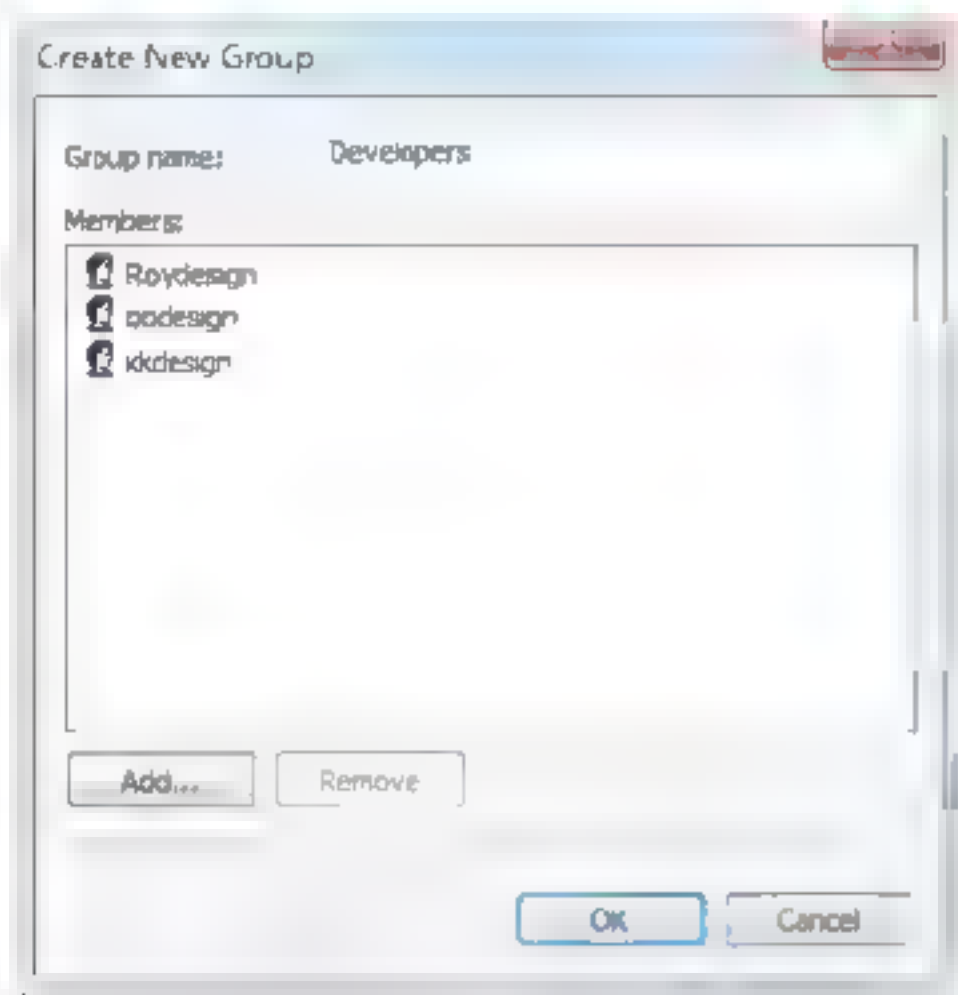 Create New Group
Group name: Developers
Members:
Roydesign
kkdesign
Add... Remove
OK Cancel